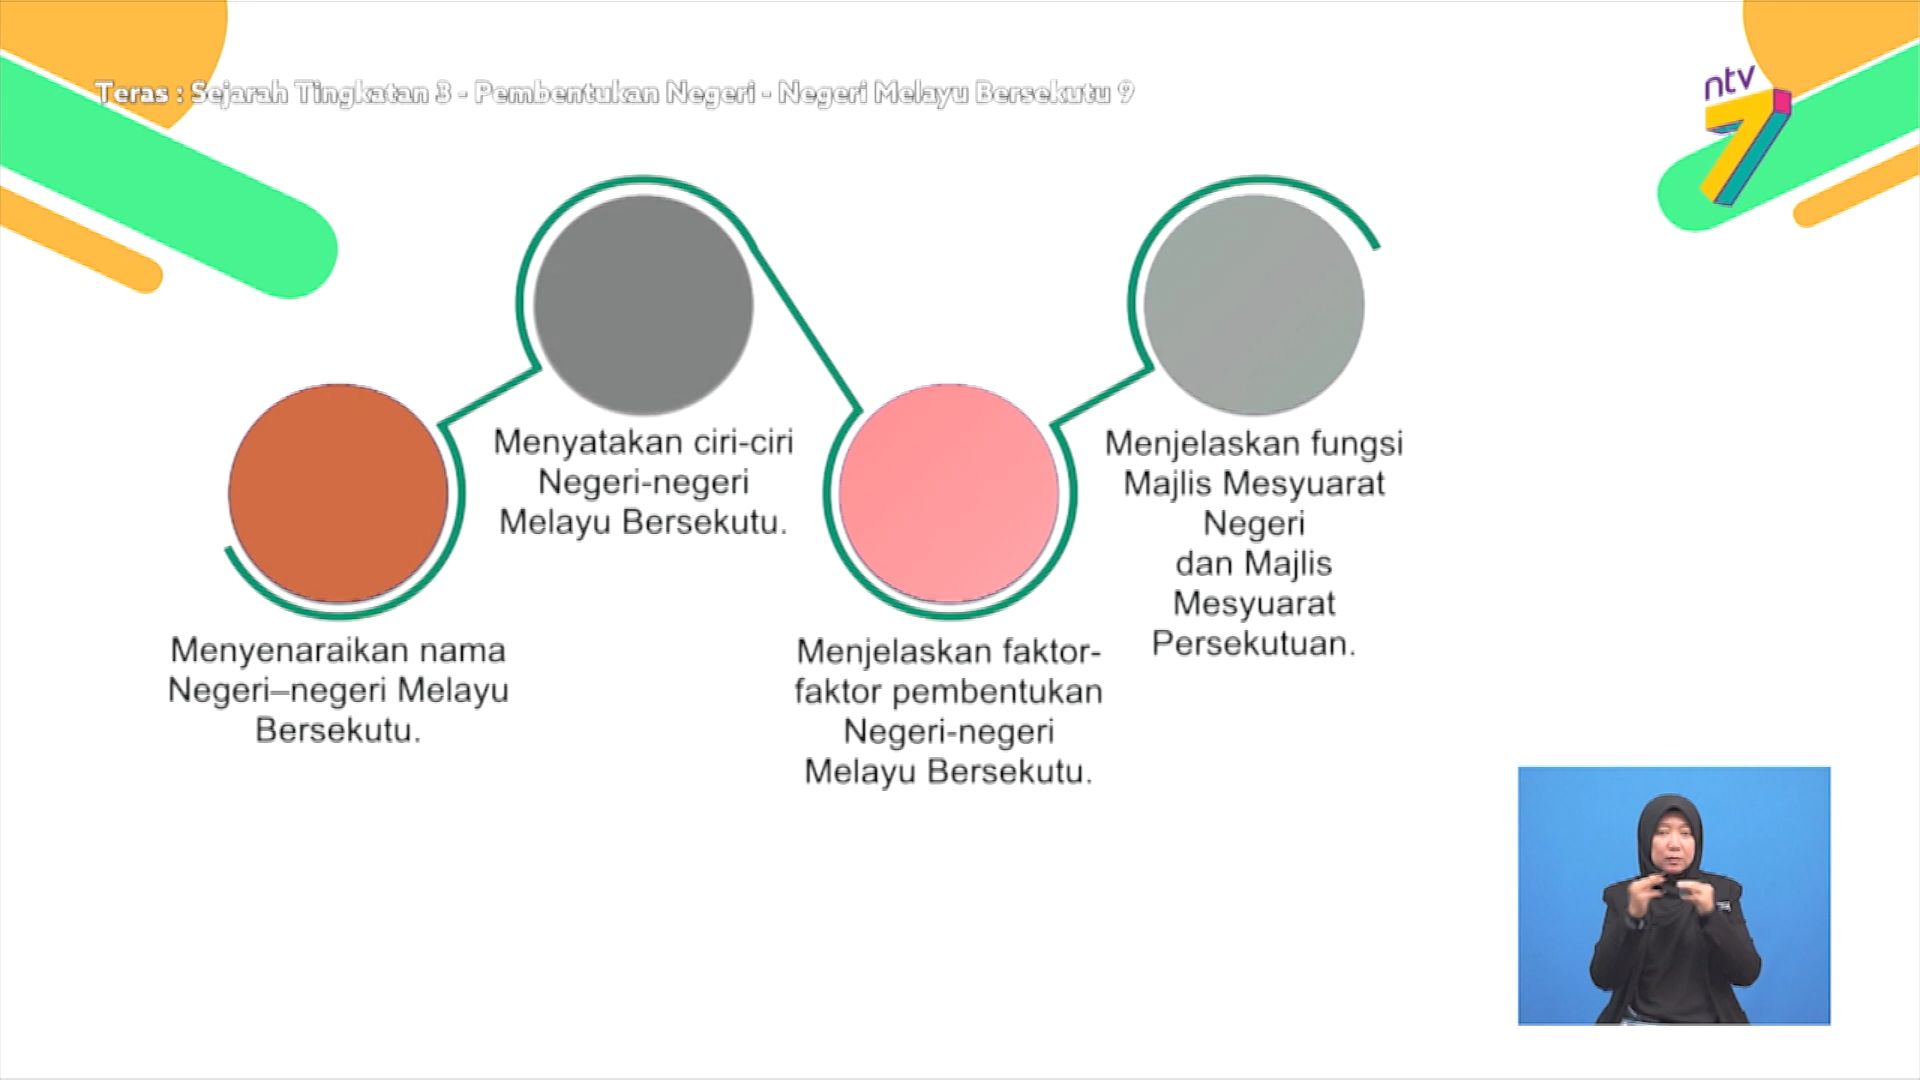 Teras : Sejarah Tingkatan 3 - Pembentukan Negeri - Negeri Melayu Bersekutu 9
ntv
7
Menyenaraikan nama
Negeri–negeri Melayu
Bersekutu.
Menyatakan ciri-ciri
Negeri-negeri
Melayu Bersekutu.
Menjelaskan faktor-
faktor pembentukan
Negeri-negeri
Melayu Bersekutu.
Menjelaskan fungsi
Majlis Mesyuarat
Negeri
dan Majlis
Mesyuarat
Persekutuan.